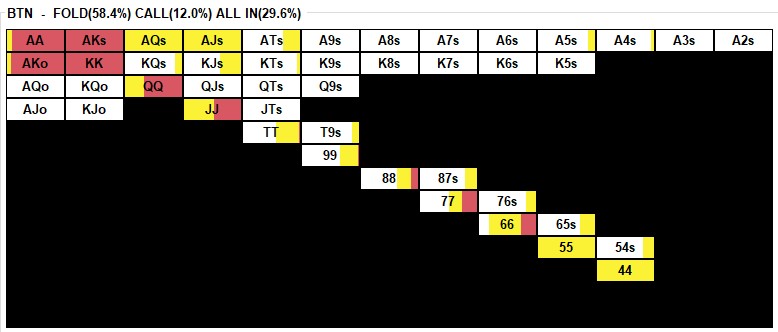 BTN - FOLD(58.4%) CALL(12.0%) ALL IN(29.6%)
AA AKs AQs AJs ATs A9s A8s A7s A6s A5s A4s A3s A2s
AKo KK KQs KJs KTs K9s K8s K7s K6s K5s
AQo KQo QQ QJs QTs Q9s
AJo KJo JJ JTs
TT T9s
99
88 87s
77 76s
66 65s
55 54s
44